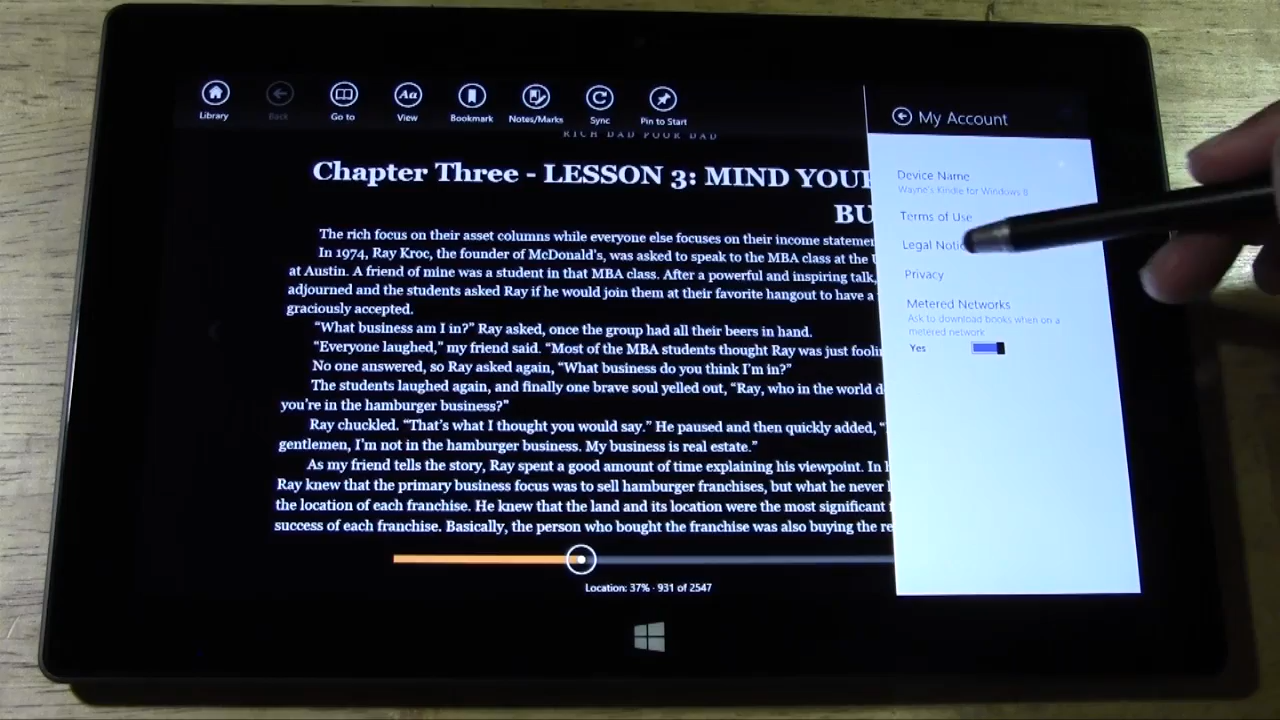 Library
Back
Go to
Aa
View
Bookmark
Notes/Marks
Sync
Pin to Start
RICH DAD POOR DAD
Chapter Three - LESSON 3: MIND YOUR
BU
The rich focus on their asset columns while everyone else focuses on their income
In 1974, Ray Kroc, the founder of McDonald's, was asked to speak to the MBA class at the
at Austin. A friend of mine was a student in that MBA class. After a powerful and inspiring talk,
adjourned and the students asked Ray if he would join them at their favorite hangout to have a
graciously accepted.
“What business am I in?” Ray asked, once the group had all their beers in hand.
“Everyone laughed,” my friend said. “Most of the MBA students thought Ray was just
No one answered, so Ray asked again, “What business do you think I'm in?”
The students laughed again, and finally one brave soul yelled out, “Ray, who in the world
you're in the hamburger business?”
Ray chuckled. “That's what I thought you would say.” He paused and then quickly added, “
gentlemen, I'm not in the hamburger business. My business is real estate.”
As my friend tells the story, Ray spent a good amount of time explaining his viewpoint. In
Ray knew that the primary business focus was to sell hamburger franchises, but what he never
the location of each franchise. He knew that the land and its location were the most significant
success of each franchise. Basically, the person who bought the franchise was also buying the
Location: 37% · 931 of 2547
My Account
Device Name
Wayne's Kindle for Windows 8
Terms of Use
Legal
Privacy
Metered Networks
Ask to download books when on a
metered network
Yes